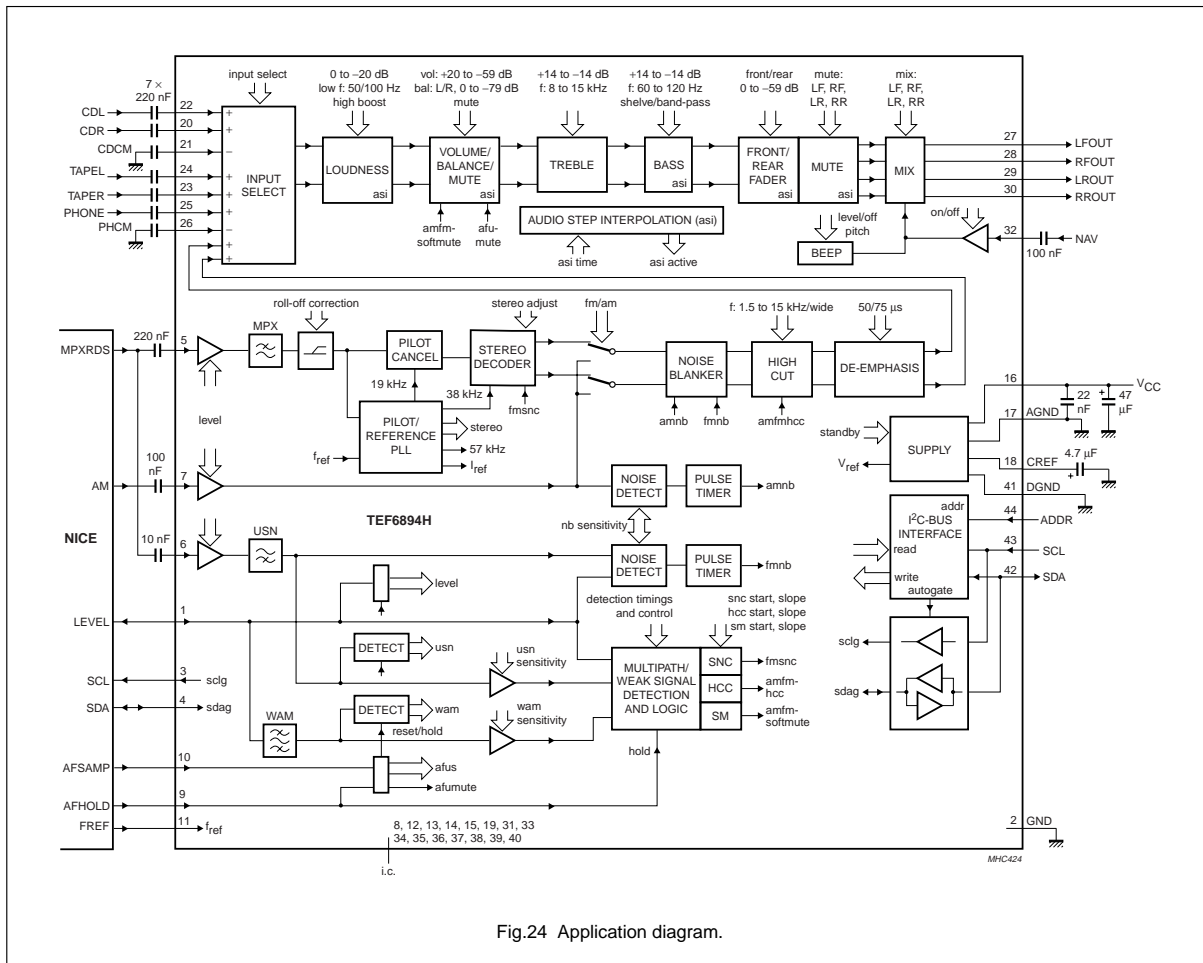 input select
0 to −20 dB
low f: 50/100 Hz
high boost
vol: +20 to −59 dB
bal: L/R, 0 to −79 dB
mute
+14 to −14 dB
f: 8 to 15 kHz
+14 to −14 dB
f: 60 to 120 Hz
shelve/band-pass
front/rear
0 to −59 dB
mute:
LF, RF,
LR, RR
mix:
LF, RF,
LR, RR
7 ×
220 nF
CDL
22
+
CDR
20
+
CDCM
21
−
TAPEL
24
+
TAPER
23
+
PHONE
25
+
PHCM
26
−
+
+
INPUT
SELECT
LOUDNESS
asi
VOLUME/
BALANCE/
MUTE
asi
TREBLE
BASS
asi
FRONT/
REAR
FADER
asi
MUTE
asi
MIX
27
LFOUT
28
RFOUT
29
LROUT
30
RROUT
amfm-
softmute
afu-
mute
AUDIO STEP INTERPOLATION (asi)
asi time
asi active
level/off
pitch
BEEP
on/off
32
NAV
100 nF
roll-off correction
stereo adjust
fm/am
f: 1.5 to 15 kHz/wide
50/75 µs
MPXRDS
220 nF
5
MPX
PILOT
CANCEL
STEREO
DECODER
NOISE
BLANKER
HIGH
CUT
DE-EMPHASIS
19 kHz
38 kHz
fmsnc
amnb
fmnb
amfmhcc
level
PILOT/
REFERENCE
PLL
stereo
57 kHz
fref
Iref
16
VCC
22
nF
+
47
µF
17
AGND
standby
SUPPLY
Vref
18
CREF
4.7 µF
+
41
DGND
100
nF
AM
7
NOISE
DETECT
PULSE
TIMER
amnb
TEF6894H
nb sensitivity
NICE
10 nF
6
USN
NOISE
DETECT
PULSE
TIMER
fmnb
addr
I2C-BUS
INTERFACE
read
write
autogate
44
ADDR
43
SCL
42
SDA
level
detection timings
and control
snc start, slope
hcc start, slope
sm start, slope
LEVEL
1
DETECT
usn
usn
sensitivity
MULTIPATH/
WEAK SIGNAL
DETECTION
AND LOGIC
SNC
fmsnc
HCC
amfm-
hcc
SM
amfm-
softmute
sclg
sdag
SCL
3
sclg
SDA
4
sdag
WAM
DETECT
wam
reset/hold
wam
sensitivity
hold
AFSAMP
10
afus
afumute
AFHOLD
9
FREF
11
fref
8, 12, 13, 14, 15, 19, 31, 33
34, 35, 36, 37, 38, 39, 40
i.c.
2
GND
MHC424
Fig.24 Application diagram.